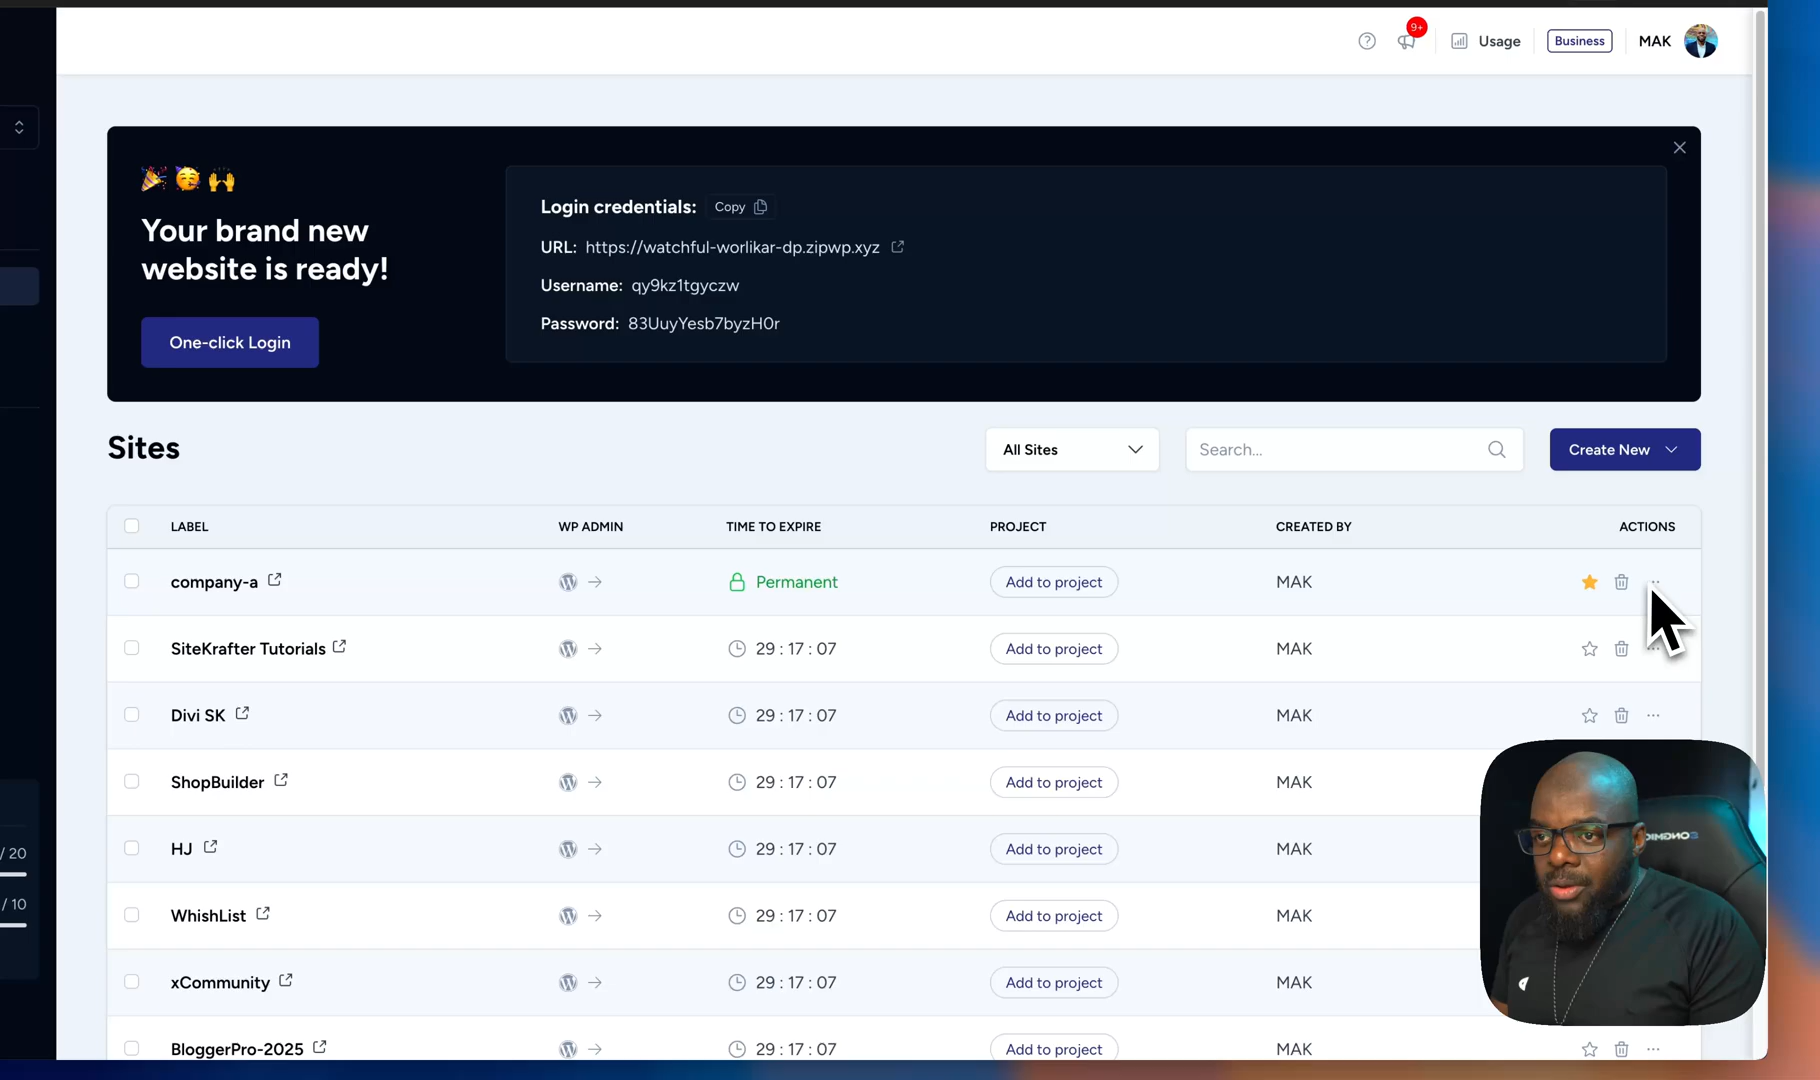 9+
Usage
Business
MAK
Your brand new
website is ready!
One-click Login
Login credentials: Copy
URL: https://watchful-worlikar-dp.zipwp.xyz
Username: qy9kz1tgyczw
Password: 83UuyYesb7byzH0r
Sites
All Sites
Search...
Create New
LABEL WP ADMIN TIME TO EXPIRE PROJECT CREATED BY ACTIONS
company-a Permanent Add to project MAK
SiteKrafter Tutorials 29 : 17 : 07 Add to project MAK
Divi SK 29 : 17 : 07 Add to project MAK
ShopBuilder 29 : 17 : 07 Add to project MAK
HJ 29 : 17 : 07 Add to project MAK
WhishList 29 : 17 : 07 Add to project MAK
xCommunity 29 : 17 : 07 Add to project MAK
BloggerPro-2025 29 : 17 : 07 Add to project MAK
/ 20
/ 10